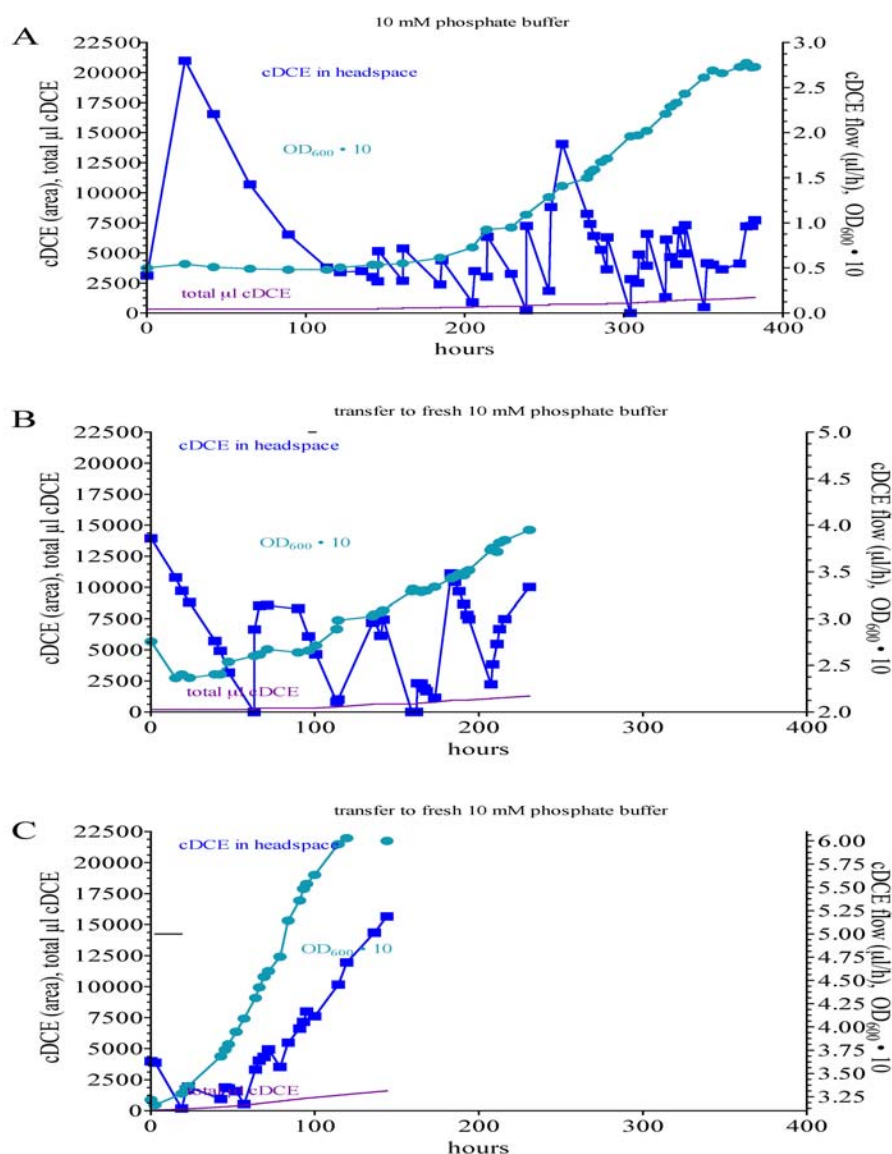 A
10 mM phosphate buffer
22500
20000
17500
15000
12500
10000
7500
5000
2500
0
cDCE (area), total µl cDCE
cDCE in headspace
OD600 • 10
total µl cDCE
3.0
2.5
2.0
1.5
1.0
0.5
0.0
cDCE flow (µl/h), OD600 • 10
0 100 200 300 400
hours
B
transfer to fresh 10 mM phosphate buffer
22500
20000
17500
15000
12500
10000
7500
5000
2500
0
cDCE (area), total µl cDCE
cDCE in headspace
OD600 • 10
total µl cDCE
5.0
4.5
4.0
3.5
3.0
2.5
2.0
cDCE flow (µl/h), OD600 • 10
0 100 200 300 400
hours
C
transfer to fresh 10 mM phosphate buffer
22500
20000
17500
15000
12500
10000
7500
5000
2500
0
cDCE (area), total µl cDCE
cDCE in headspace
OD600 • 10
total µl cDCE
6.00
5.75
5.50
5.25
5.00
4.75
4.50
4.25
4.00
3.75
3.50
3.25
cDCE flow (µl/h), OD600 • 10
0 100 200 300 400
hours